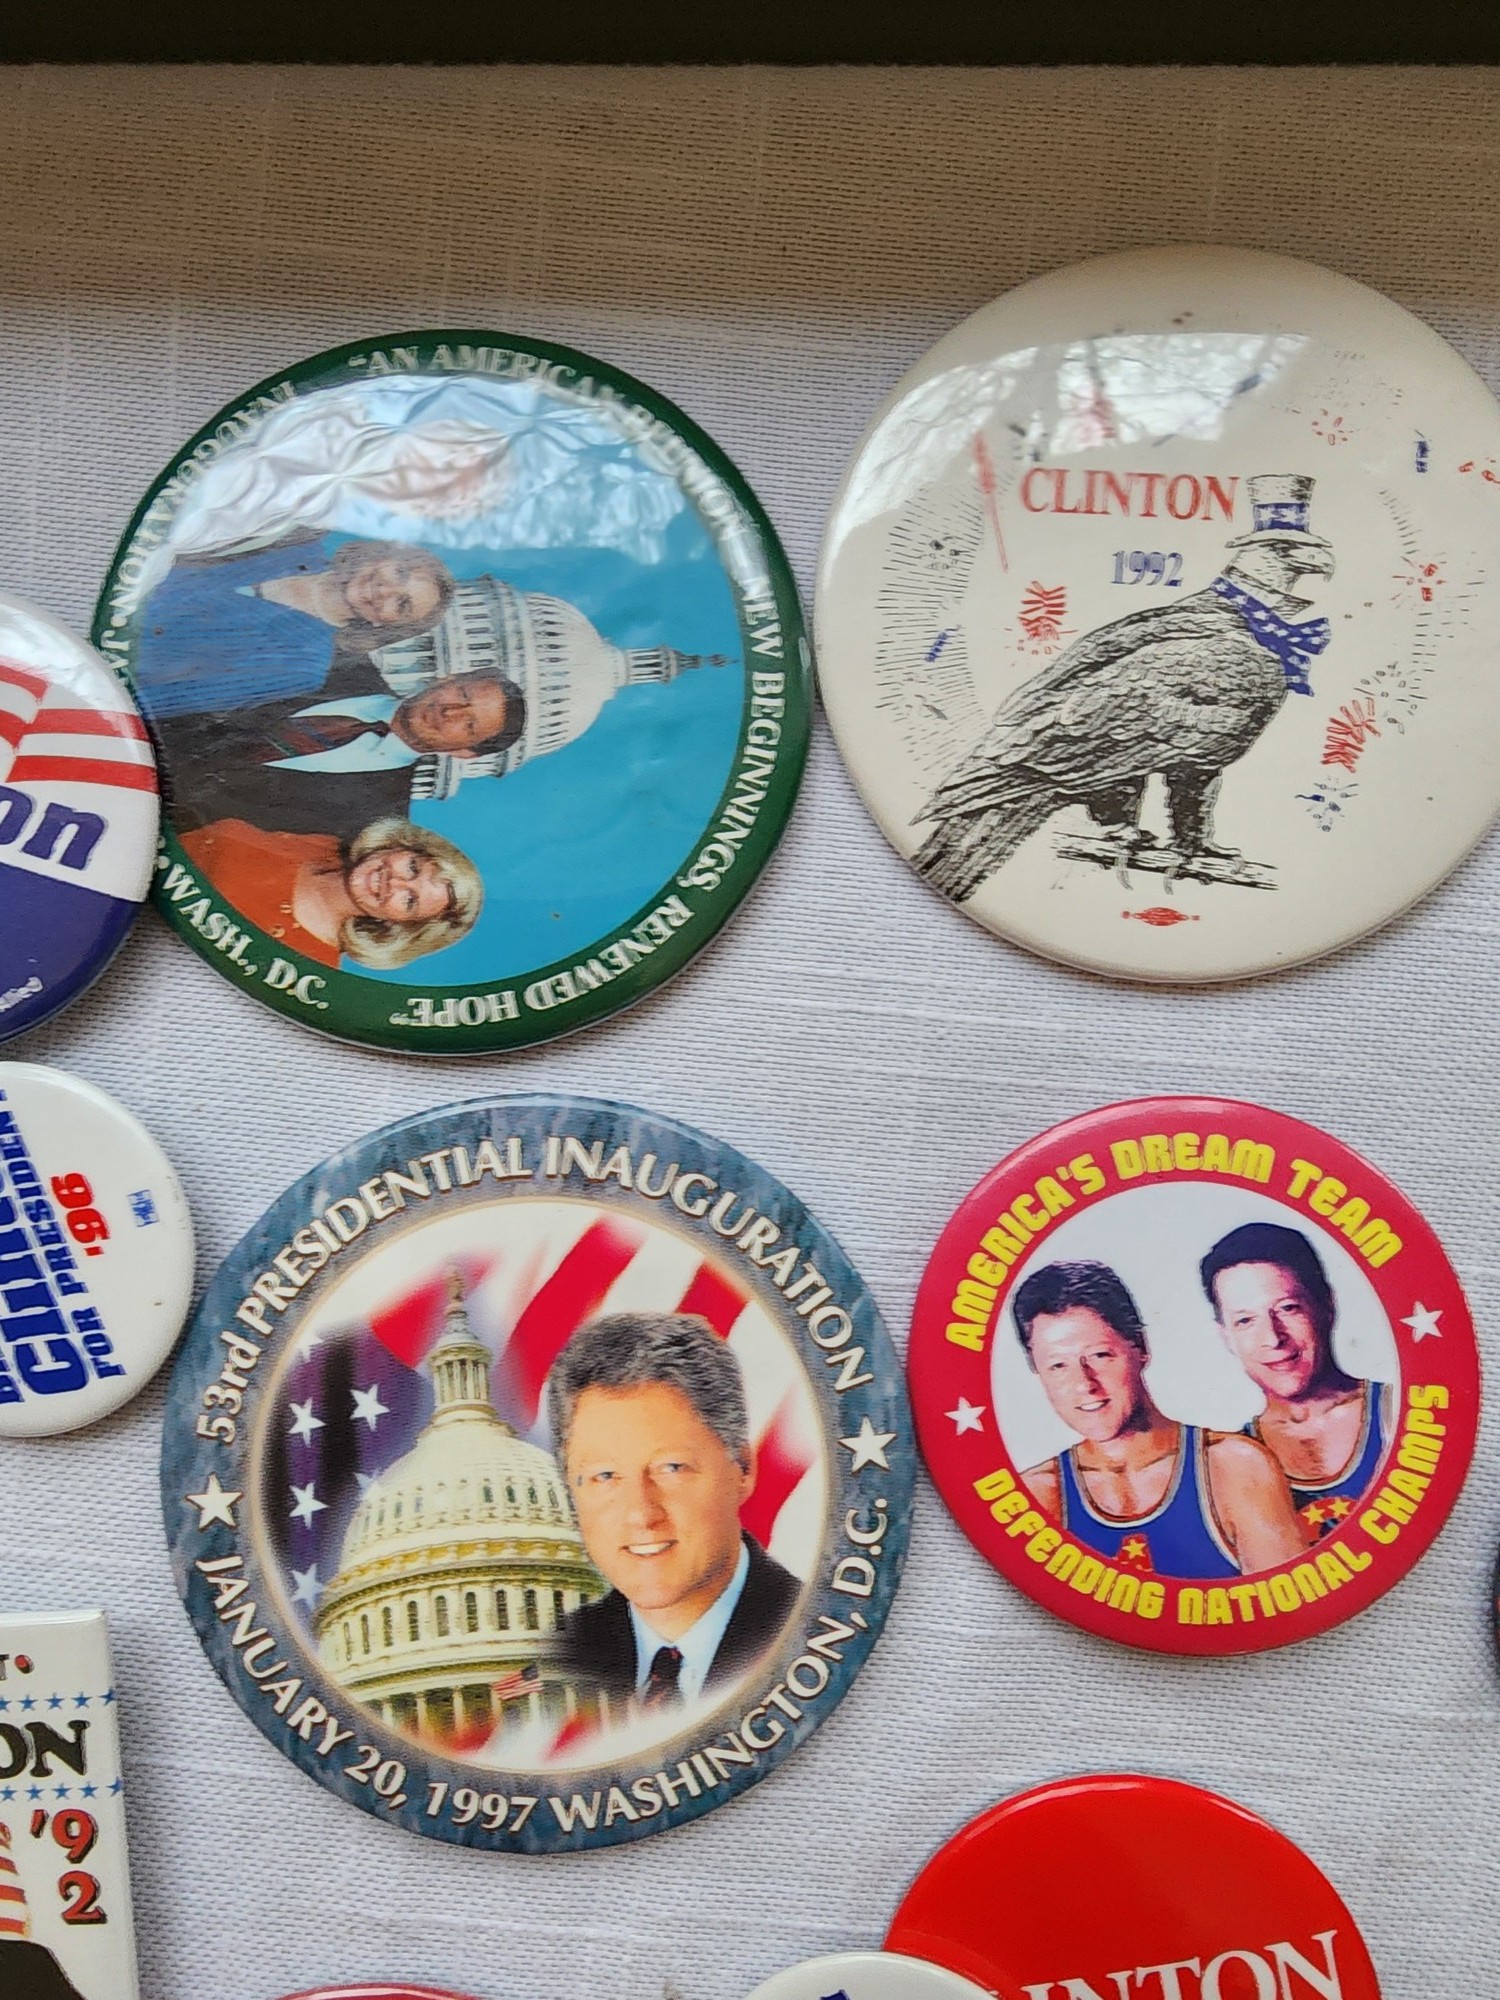 "AN AMERICAN REUNION—NEW BEGINNINGS, RENEWED HOPE"
INAUGURATION
WASH., D.C.
CLINTON
1992
on
FOR PRESIDENT
'96
53rd PRESIDENTIAL INAUGURATION
JANUARY 20, 1997 WASHINGTON, D.C.
AMERICA'S DREAM TEAM
DEFENDING NATIONAL CHAMPS
ON
'9
2
INTON